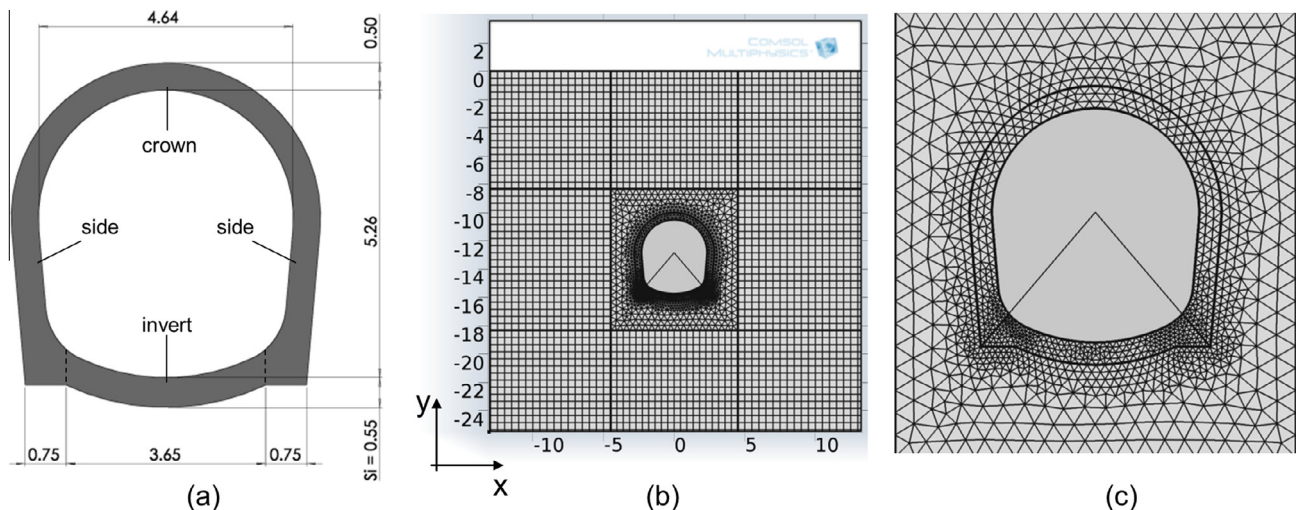 4.64
0.50
crown
side
side
5.26
invert
0.75
3.65
0.75
Si = 0.55
(a)
COMSOL
MULTIPHYSICS
2
0
-2
-4
-6
-8
-10
-12
-14
-16
-18
-20
-22
-24
-10
-5
0
5
10
y
x
(b)
(c)